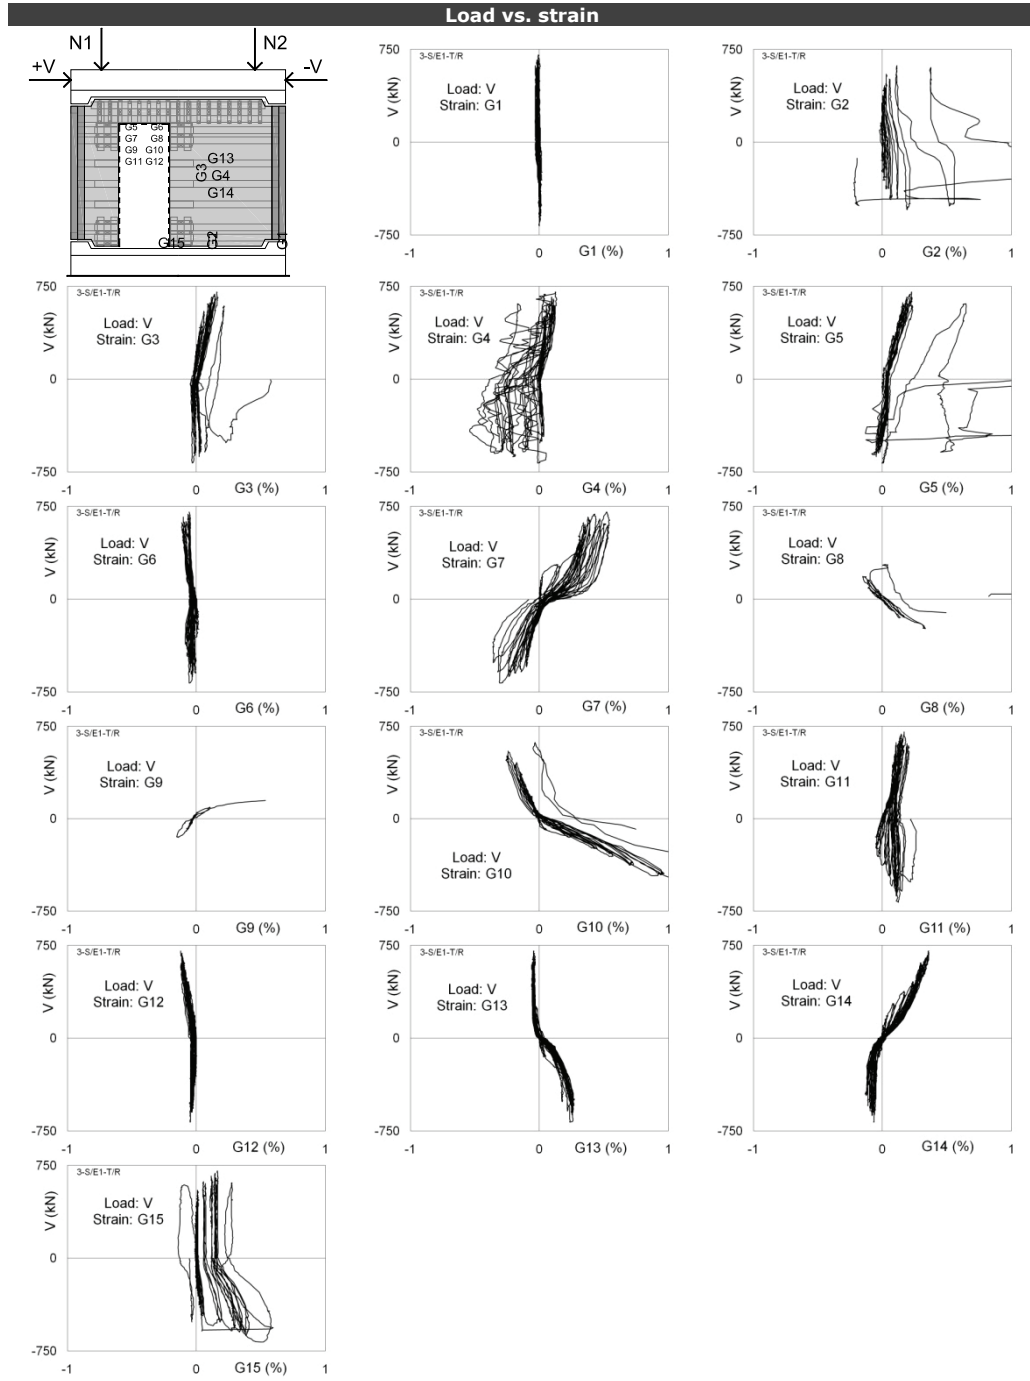 Load vs. strain
N1 N2
+V -V
G5 G6
G7 G8
G9 G10
G11 G12
G13
G3
G4
G14
G15
G2
750
V (kN)
0
-750
3-S/E1-T/R
Load: V
Strain: G1
-1 0 1
G1 (%)
750
V (kN)
0
-750
3-S/E1-T/R
Load: V
Strain: G2
-1 0 1
G2 (%)
750
V (kN)
0
-750
3-S/E1-T/R
Load: V
Strain: G3
-1 0 1
G3 (%)
750
V (kN)
0
-750
3-S/E1-T/R
Load: V
Strain: G4
-1 0 1
G4 (%)
750
V (kN)
0
-750
3-S/E1-T/R
Load: V
Strain: G5
-1 0 1
G5 (%)
750
V (kN)
0
-750
3-S/E1-T/R
Load: V
Strain: G6
-1 0 1
G6 (%)
750
V (kN)
0
-750
3-S/E1-T/R
Load: V
Strain: G7
-1 0 1
G7 (%)
750
V (kN)
0
-750
3-S/E1-T/R
Load: V
Strain: G8
-1 0 1
G8 (%)
750
V (kN)
0
-750
3-S/E1-T/R
Load: V
Strain: G9
-1 0 1
G9 (%)
750
V (kN)
0
-750
3-S/E1-T/R
Load: V
Strain: G10
-1 0 1
G10 (%)
750
V (kN)
0
-750
3-S/E1-T/R
Load: V
Strain: G11
-1 0 1
G11 (%)
750
V (kN)
0
-750
3-S/E1-T/R
Load: V
Strain: G12
-1 0 1
G12 (%)
750
V (kN)
0
-750
3-S/E1-T/R
Load: V
Strain: G13
-1 0 1
G13 (%)
750
V (kN)
0
-750
3-S/E1-T/R
Load: V
Strain: G14
-1 0 1
G14 (%)
750
V (kN)
0
-750
3-S/E1-T/R
Load: V
Strain: G15
-1 0 1
G15 (%)